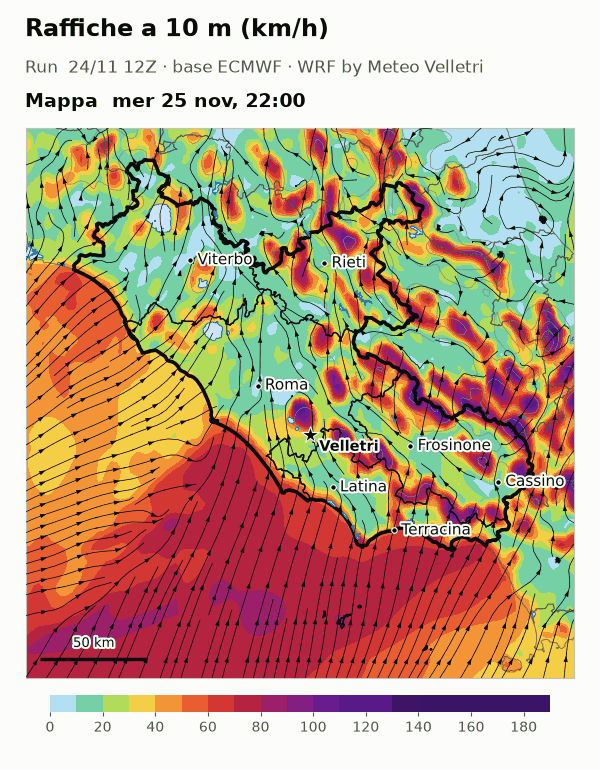 Raffiche a 10 m (km/h)
Run 24/11 12Z · base ECMWF · WRF by Meteo Velletri
Mappa mer 25 nov, 22:00
Viterbo
Rieti
Roma
Velletri
Frosinone
Latina
Cassino
Terracina
50 km
0 20 40 60 80 100 120 140 160 180